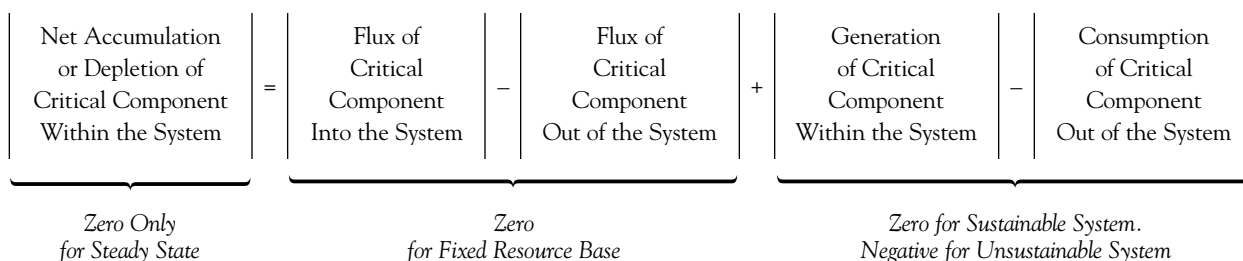 Net Accumulation
or Depletion of
Critical Component
Within the System
=
Flux of
Critical
Component
Into the System
–
Flux of
Critical
Component
Out of the System
+
Generation
of Critical
Component
Within the System
–
Consumption
of Critical
Component
Out of the System
Zero Only
for Steady State
Zero
for Fixed Resource Base
Zero for Sustainable System.
Negative for Unsustainable System